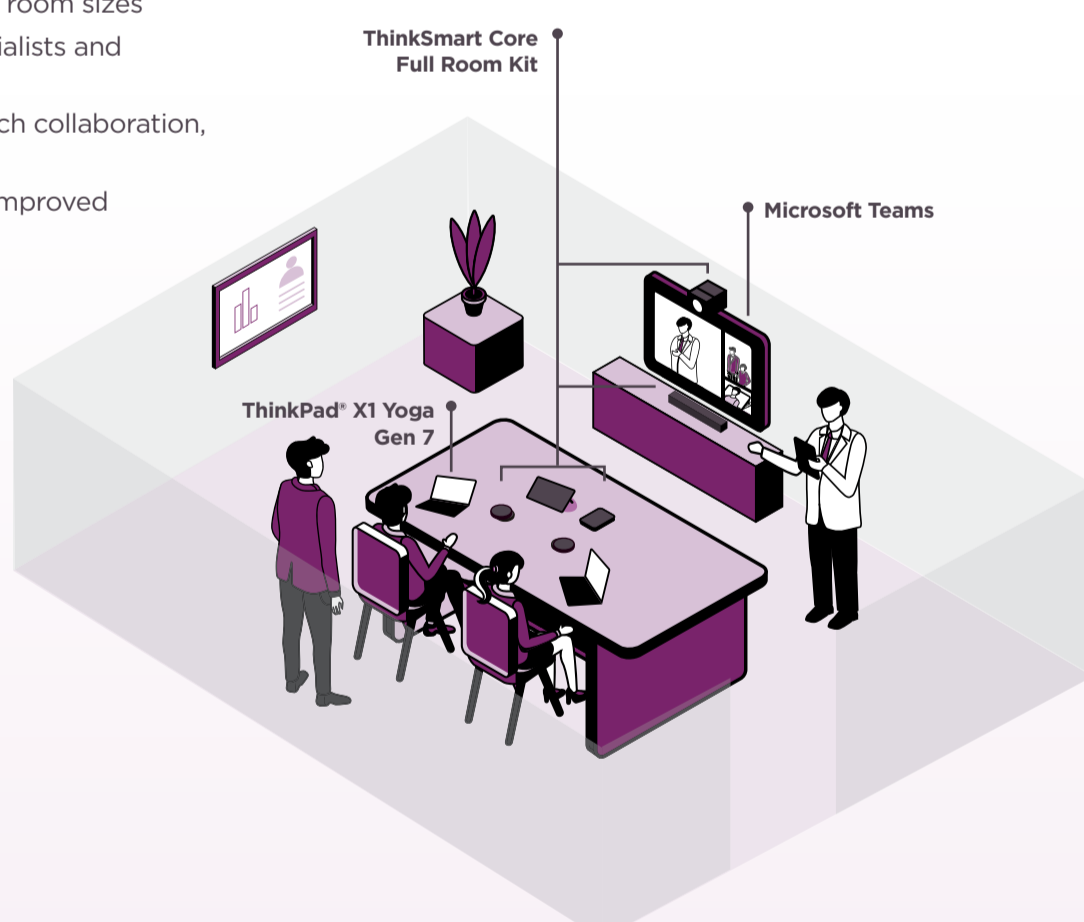 room sizes
ialists and
ch collaboration,
mproved
ThinkSmart Core
Full Room Kit
Microsoft Teams
ThinkPad® X1 Yoga
Gen 7